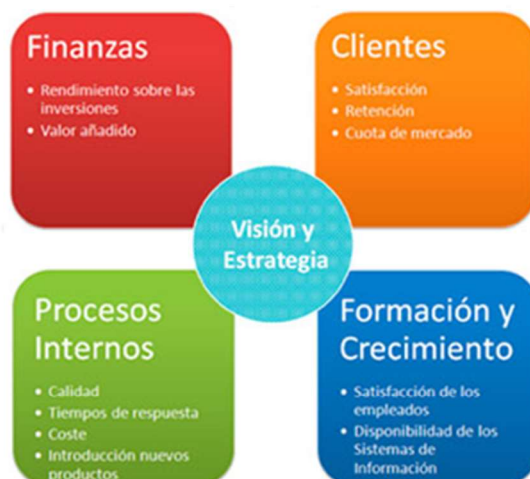 Finanzas
• Rendimiento sobre las
inversiones
• Valor añadido
Clientes
• Satisfacción
• Retención
• Cuota de mercado
Visión y
Estrategia
Procesos
Internos
• Calidad
• Tiempos de respuesta
• Coste
• Introducción nuevos
productos
Formación y
Crecimiento
• Satisfacción de los
empleados
• Disponibilidad de los
Sistemas de
Información